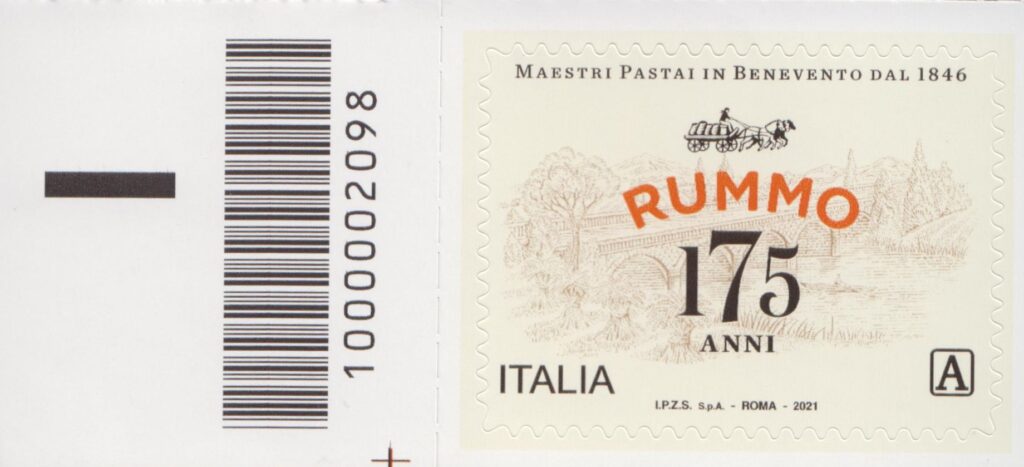 1000002098
MAESTRI PASTAI IN BENEVENTO DAL 1846
RUMMO
175
ANNI
ITALIA
A
I.P.Z.S. S.p.A. - ROMA - 2021